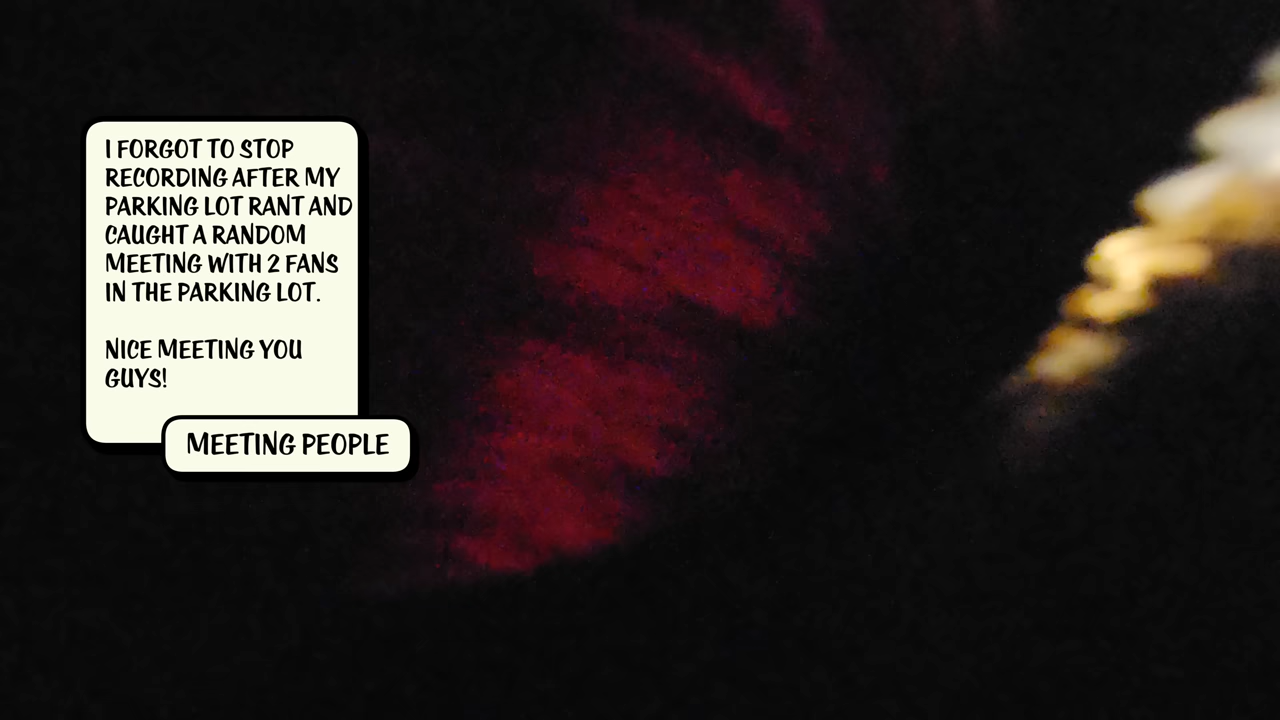 I FORGOT TO STOP
RECORDING AFTER MY
PARKING LOT RANT AND
CAUGHT A RANDOM
MEETING WITH 2 FANS
IN THE PARKING LOT.
NICE MEETING YOU
GUYS!
MEETING PEOPLE